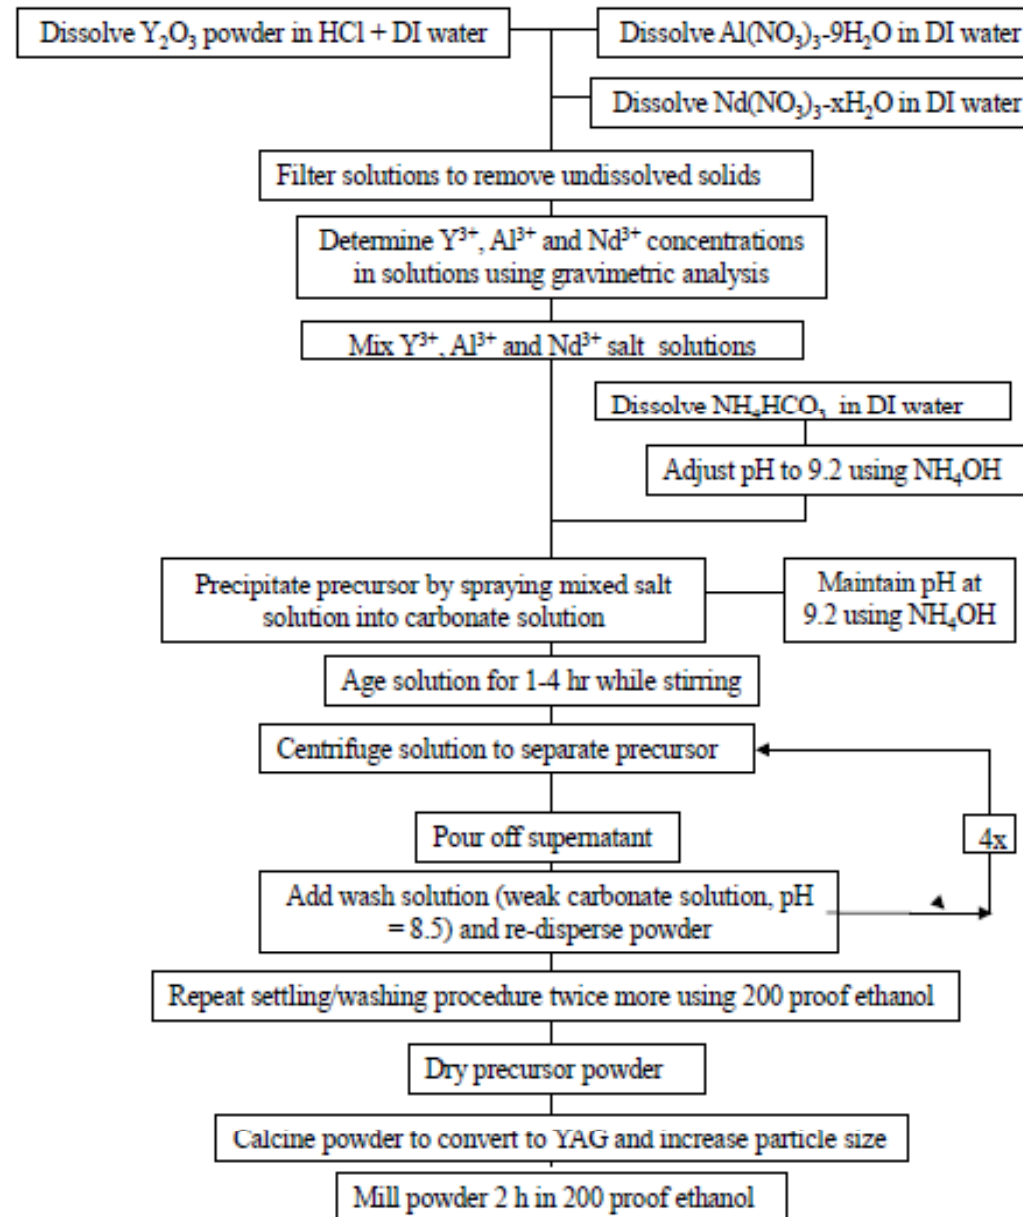 Dissolve Y₂O₃ powder in HCl + DI water
Dissolve Al(NO₃)₃-9H₂O in DI water
Dissolve Nd(NO₃)₃-xH₂O in DI water
Filter solutions to remove undissolved solids
Determine Y³⁺, Al³⁺ and Nd³⁺ concentrations
in solutions using gravimetric analysis
Mix Y³⁺, Al³⁺ and Nd³⁺ salt solutions
Dissolve NH₄HCO₃ in DI water
Adjust pH to 9.2 using NH₄OH
Precipitate precursor by spraying mixed salt
solution into carbonate solution
Maintain pH at
9.2 using NH₄OH
Age solution for 1-4 hr while stirring
Centrifuge solution to separate precursor
Pour off supernatant
4x
Add wash solution (weak carbonate solution, pH
= 8.5) and re-disperse powder
Repeat settling/washing procedure twice more using 200 proof ethanol
Dry precursor powder
Calcine powder to convert to YAG and increase particle size
Mill powder 2 h in 200 proof ethanol